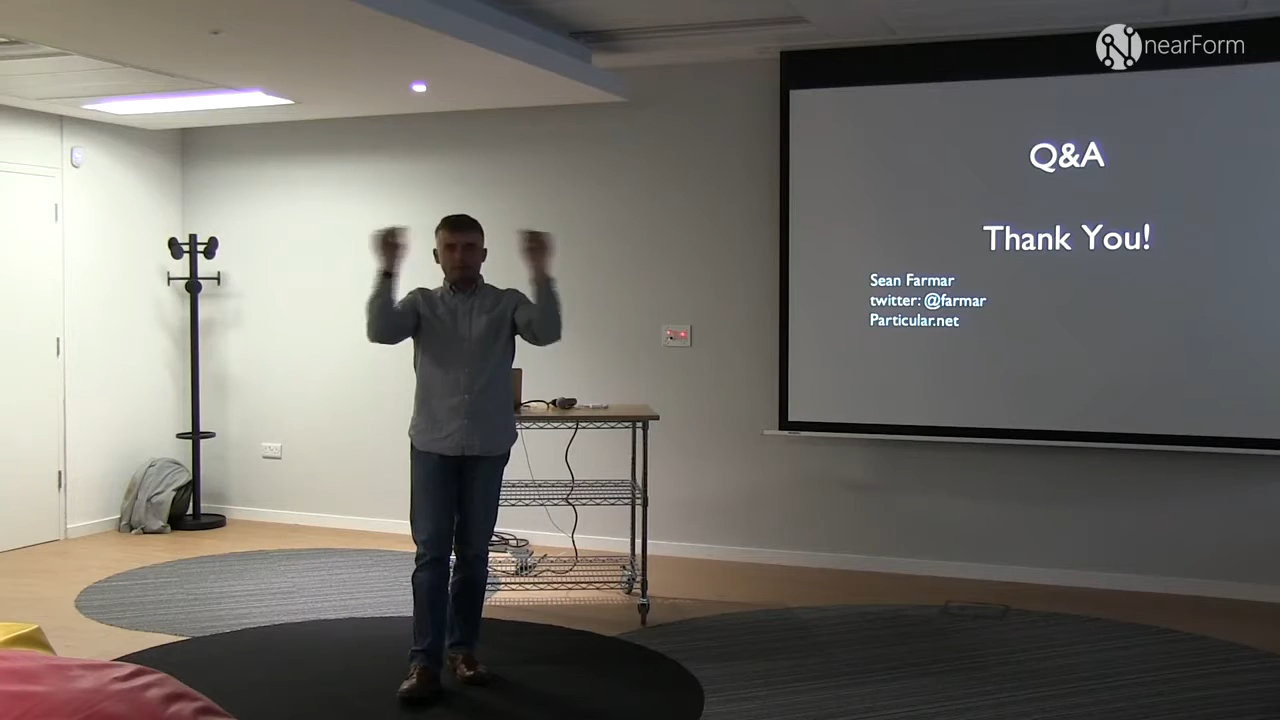 nearForm
Q&A
Thank You!
Sean Farmar
twitter: @farmar
Particular.net